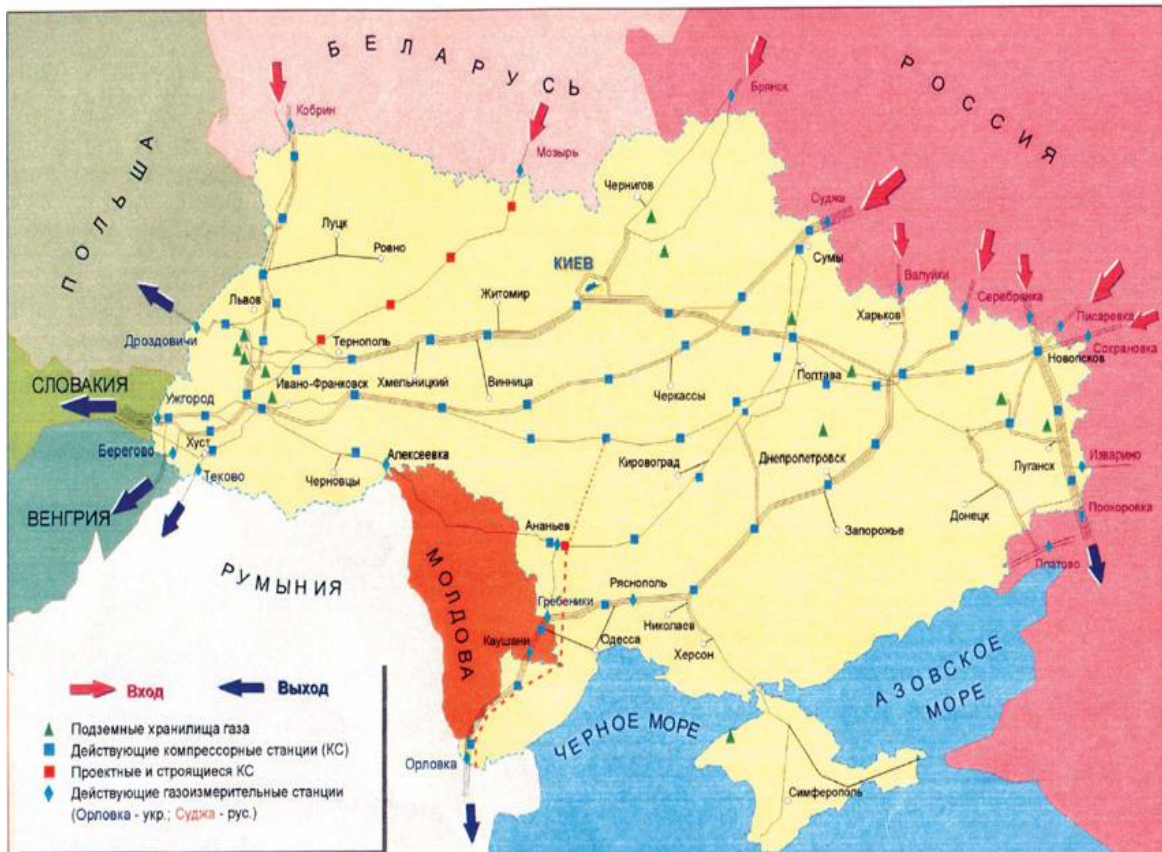 БЕЛАРУСЬ
РОССИЯ
ПОЛЬША
Кобрин
Мозырь
Брянск
Чернигов
Суджа
Сумы
Луцк
Ровно
КИЕВ
Валуйки
Житомир
Львов
Харьков
Серебрянка
Писаревка
Сохрановка
Дроздовичи
Тернополь
Новопсков
СЛОВАКИЯ
Ивано-Франковск
Хмельницкий
Винница
Черкассы
Полтава
Ужгород
Берегово
Хуст
Теково
Черновцы
Алексеевка
Кировоград
Днепропетровск
Луганск
Изварино
ВЕНГРИЯ
Запорожье
Донецк
Прохоровка
Ананьев
Платово
РУМЫНИЯ
МОЛДОВА
Ряснополь
Гребеники
Николаев
Каушани
Одесса
Херсон
АЗОВСКОЕ
МОРЕ
ЧЕРНОЕ МОРЕ
Орловка
Симферополь
Вход
Выход
Подземные хранилища газа
Действующие компрессорные станции (КС)
Проектные и строящиеся КС
Действующие газоизмерительные станции
(Орловка - укр.; Суджа - рус.)